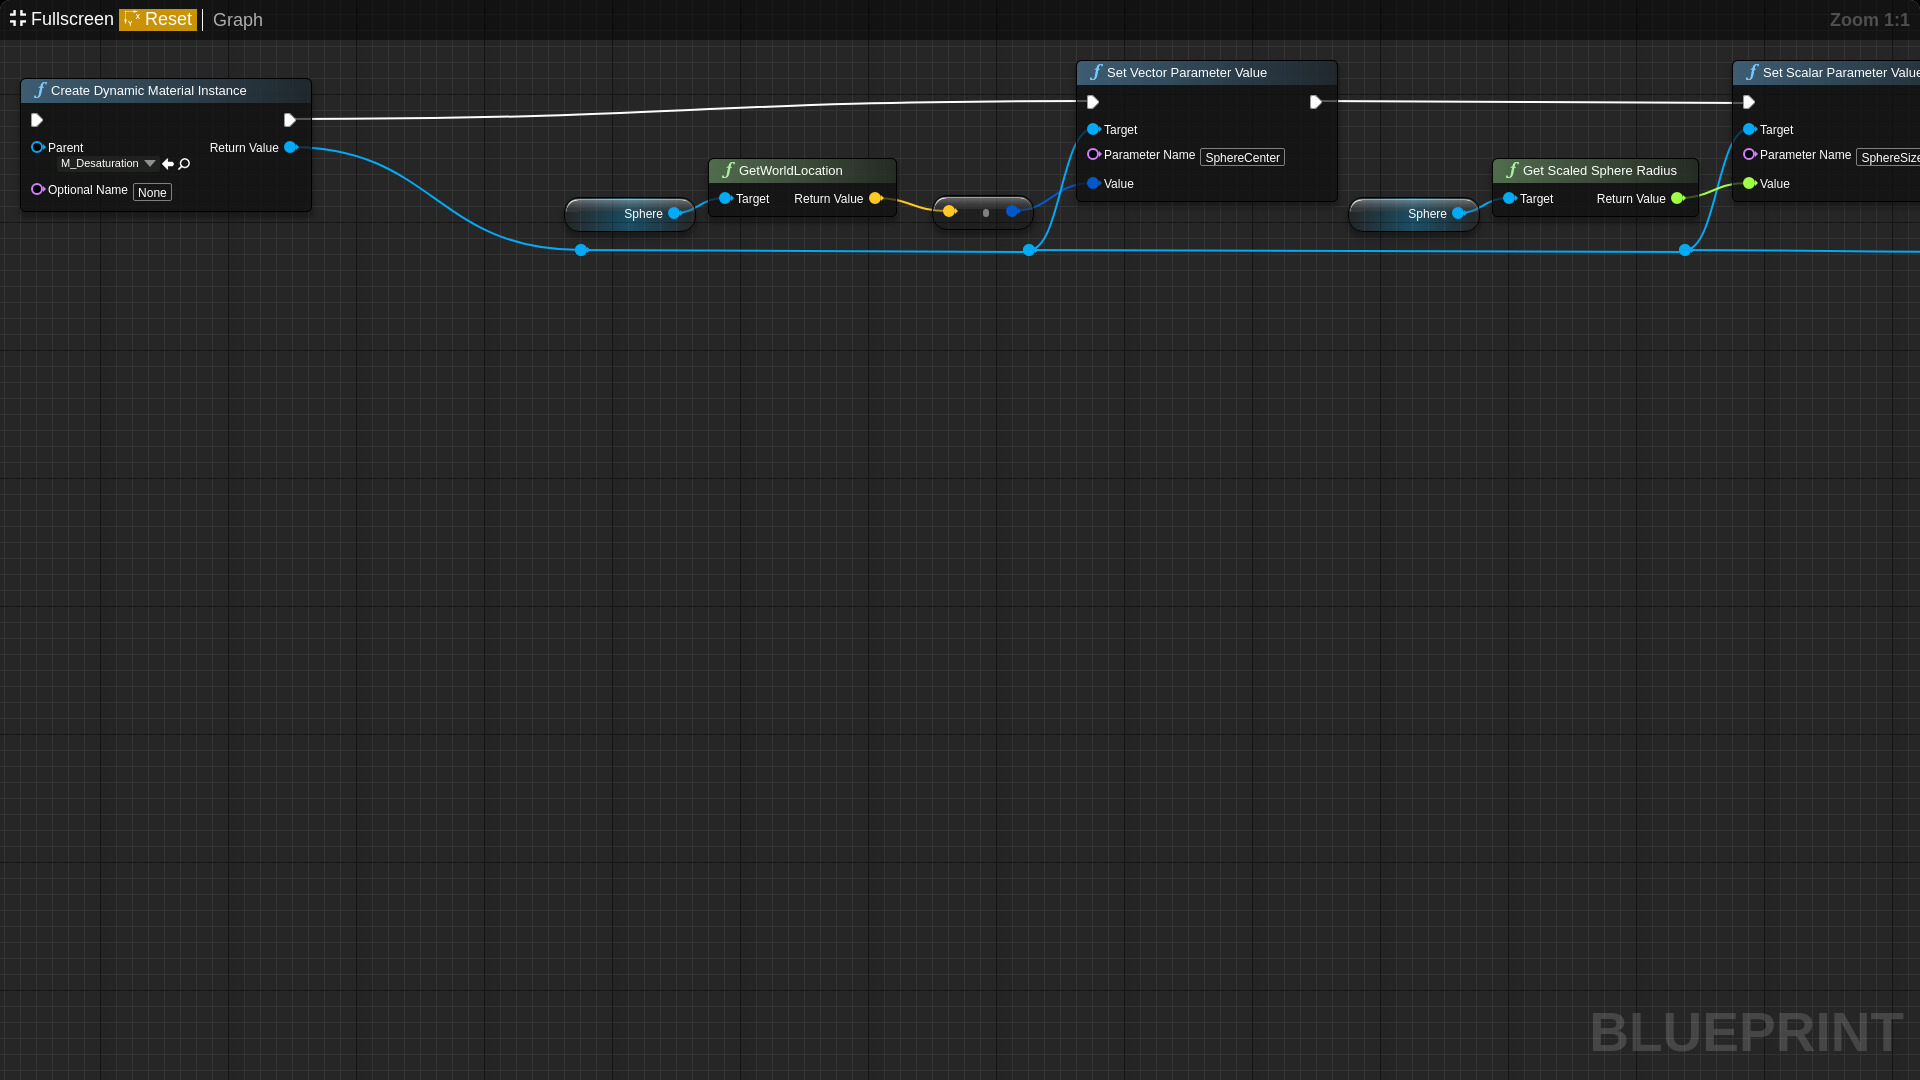 Fullscreen Reset Graph Zoom 1:1
Create Dynamic Material Instance
Parent Return Value
M_Desaturation
Optional Name None
Sphere
GetWorldLocation
Target Return Value
Set Vector Parameter Value
Target
Parameter Name SphereCenter
Value
Sphere
Get Scaled Sphere Radius
Target Return Value
Set Scalar Parameter Value
Target
Parameter Name SphereSize
Value
BLUEPRINT